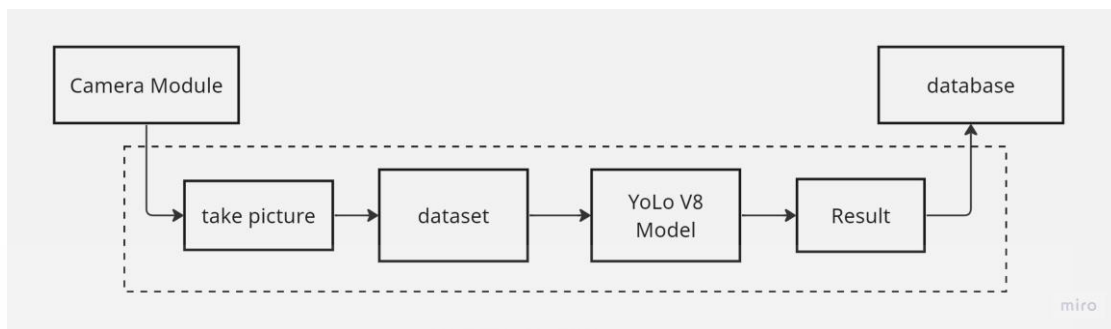 Camera Module
database
take picture
dataset
YoLo V8
Model
Result
miro